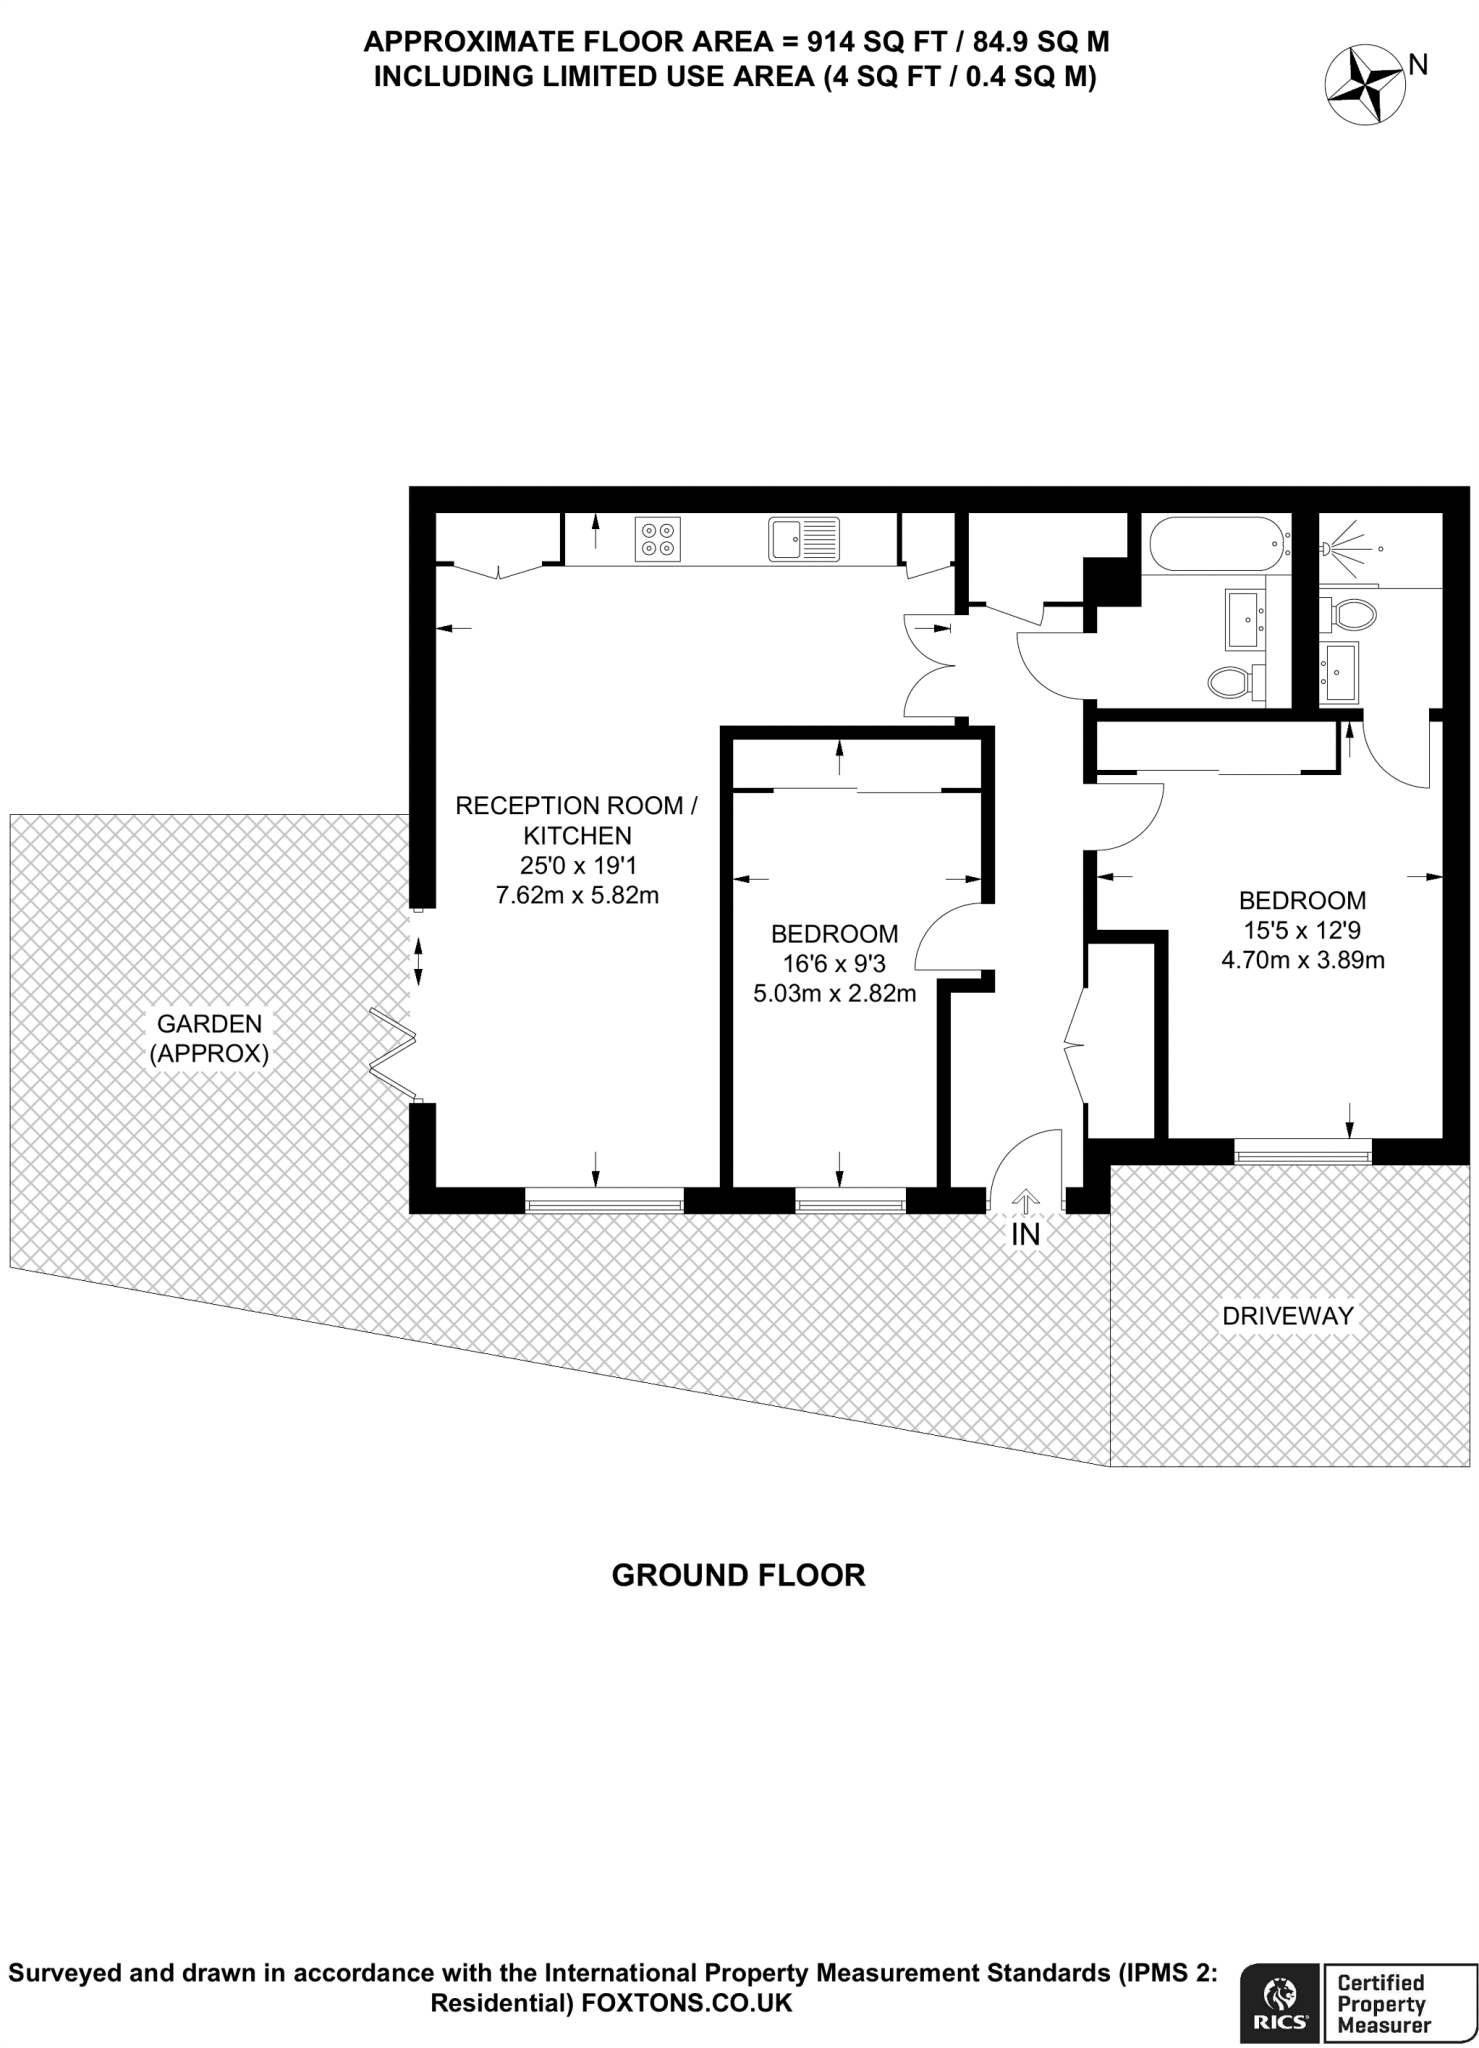 APPROXIMATE FLOOR AREA = 914 SQ FT / 84.9 SQ M
INCLUDING LIMITED USE AREA (4 SQ FT / 0.4 SQ M)
N
RECEPTION ROOM /
KITCHEN
25'0 x 19'1
7.62m x 5.82m
BEDROOM
16'6 x 9'3
5.03m x 2.82m
BEDROOM
15'5 x 12'9
4.70m x 3.89m
GARDEN
(APPROX)
IN
DRIVEWAY
GROUND FLOOR
Surveyed and drawn in accordance with the International Property Measurement Standards (IPMS 2:
Residential) FOXTONS.CO.UK
RICS
Certified
Property
Measurer